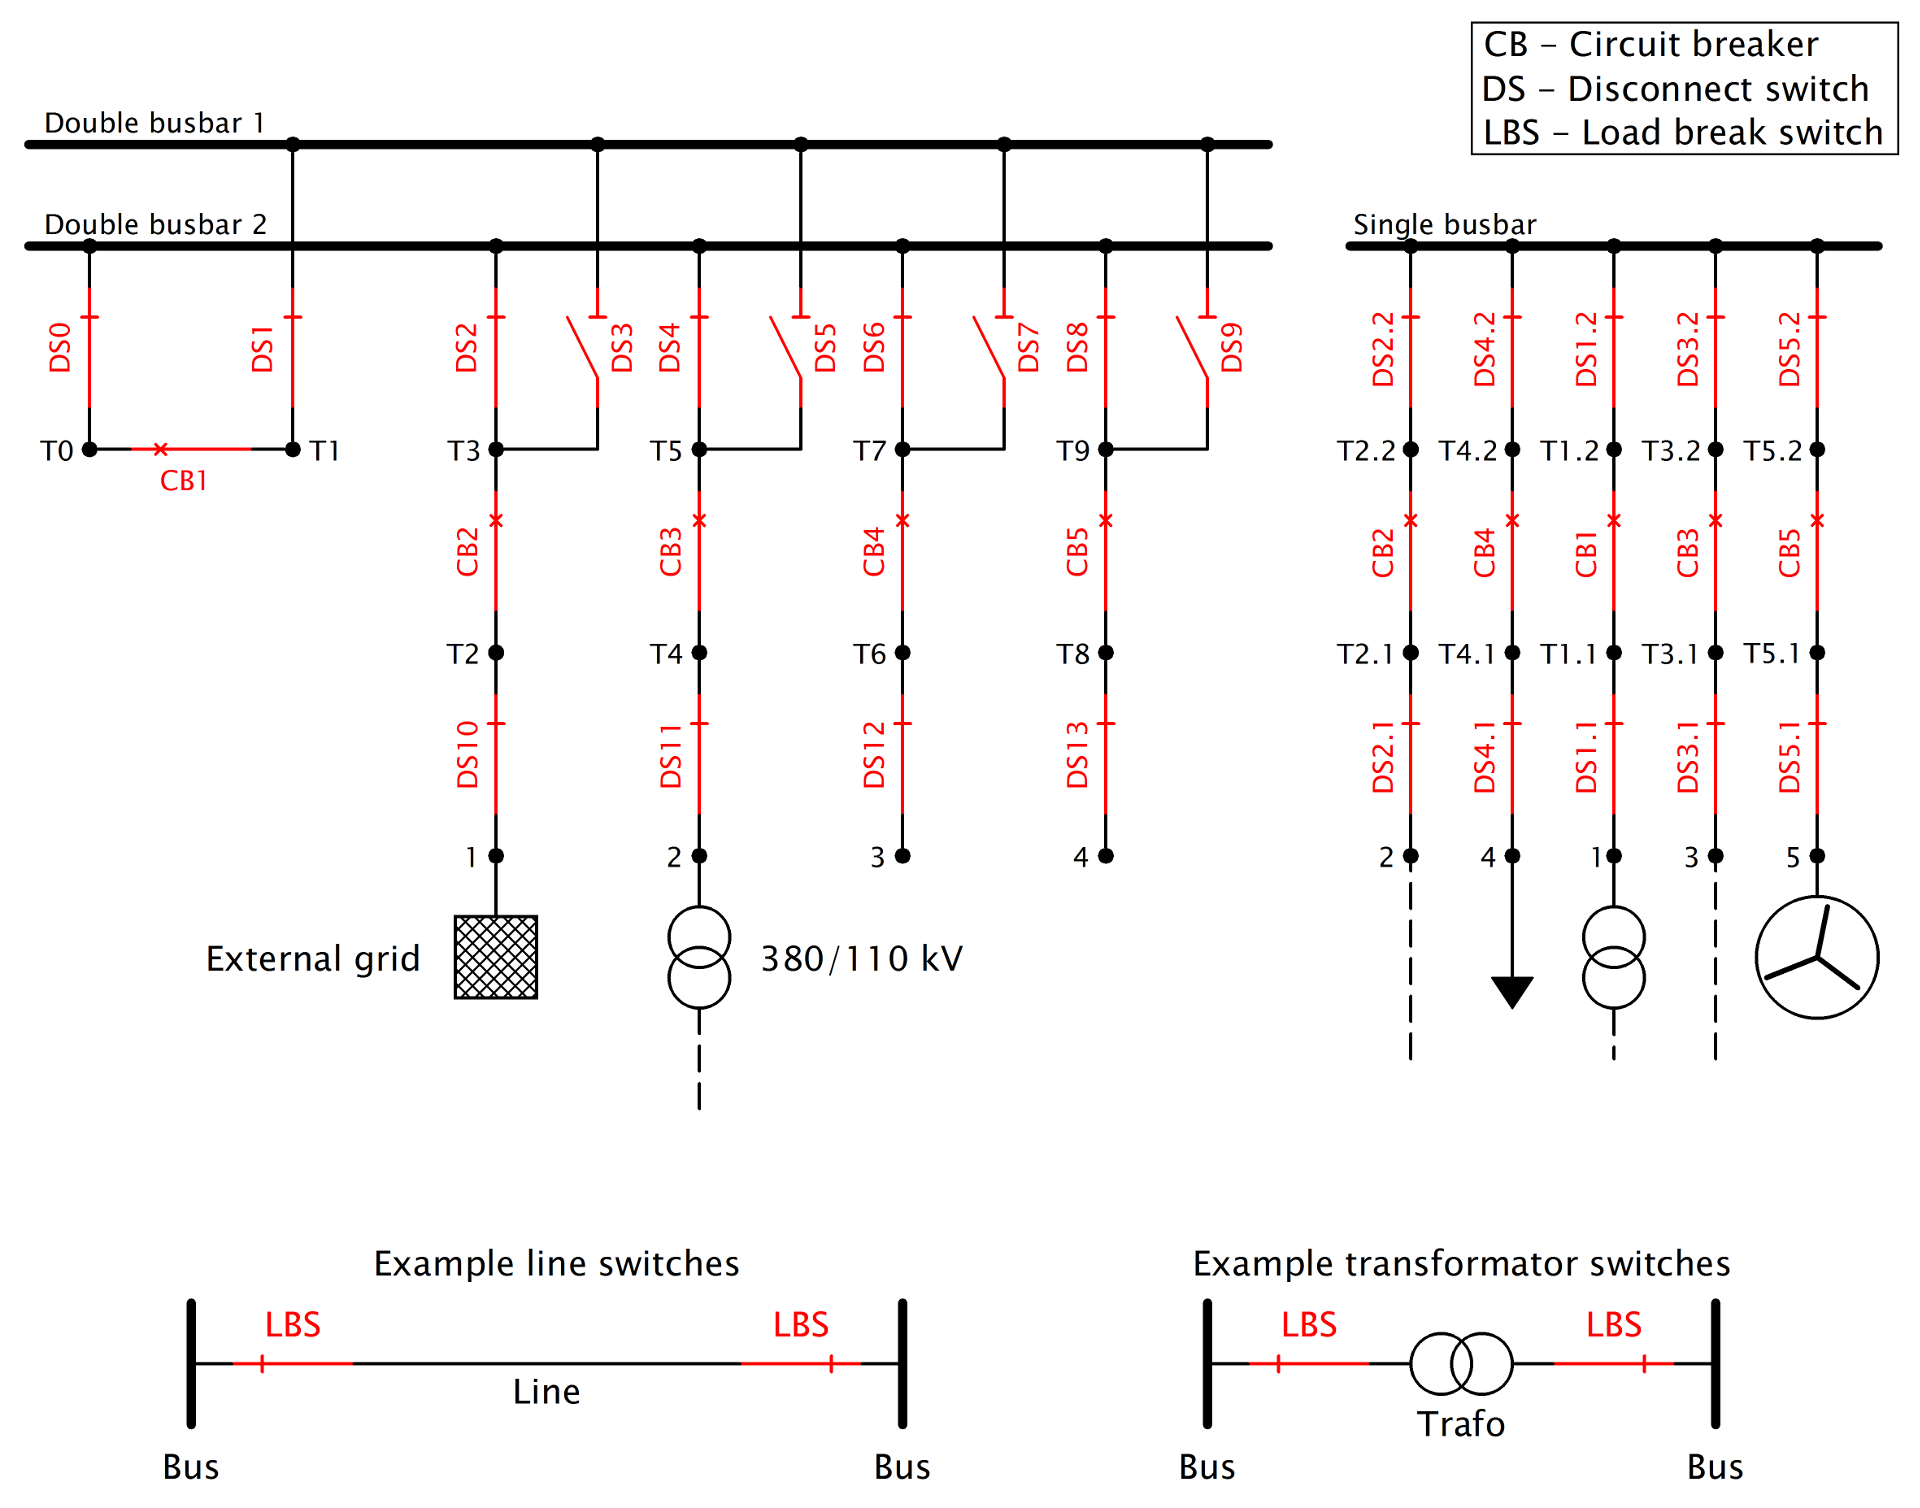 CB – Circuit breaker
DS – Disconnect switch
LBS – Load break switch
Double busbar 1
Double busbar 2
Single busbar
DS0
DS1
DS2
DS3
DS4
DS5
DS6
DS7
DS8
DS9
DS2.2
DS4.2
DS1.2
DS3.2
DS5.2
T0
T1
T3
T5
T7
T9
T2.2
T4.2
T1.2
T3.2
T5.2
CB1
CB2
CB3
CB4
CB5
CB2
CB4
CB1
CB3
CB5
T2
T4
T6
T8
T2.1
T4.1
T1.1
T3.1
T5.1
DS10
DS11
DS12
DS13
DS2.1
DS4.1
DS1.1
DS3.1
DS5.1
1
2
3
4
2
4
1
3
5
External grid
380/110 kV
Example line switches
Example transformator switches
LBS
LBS
LBS
LBS
Line
Trafo
Bus
Bus
Bus
Bus